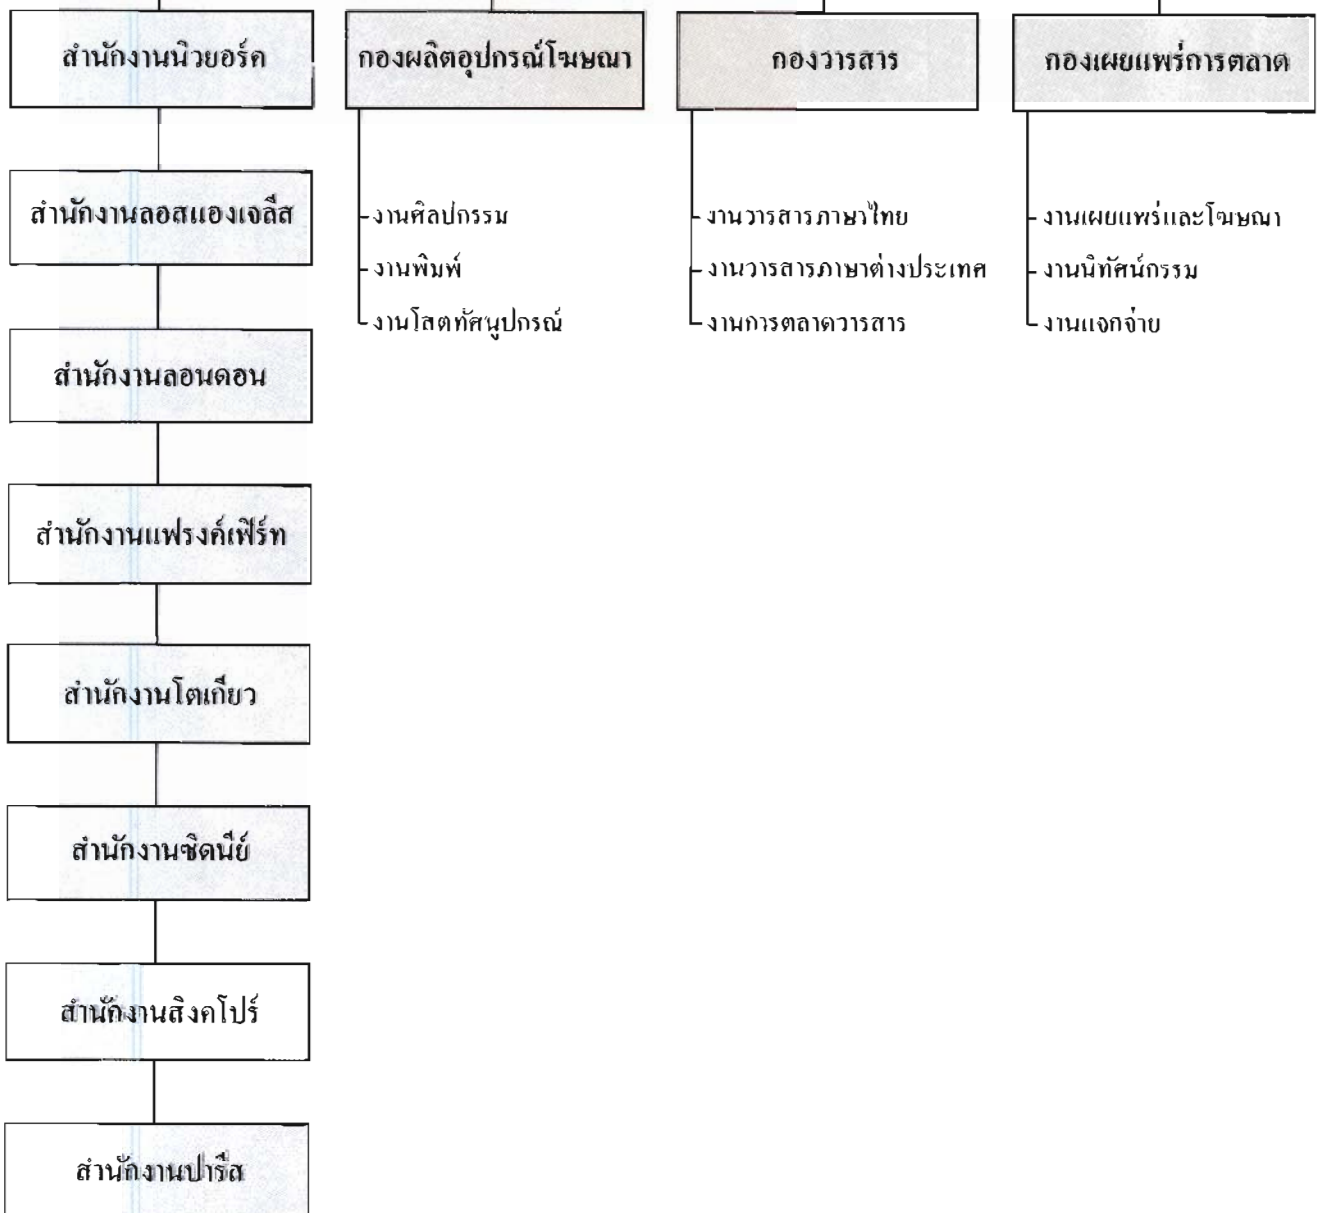 สำนักงานนิวยอร์ค
กองผลิตอุปกรณ์โฆษณา
กองวารสาร
กองเผยแพร่การตลาด
สำนักงานลอสแองเจลีส
สำนักงานลอนดอน
สำนักงานแฟรงค์เฟิร์ท
สำนักงานโตเกียว
สำนักงานซิดนีย์
สำนักงานสิงคโปร์
สำนักงานปารีส
งานศิลปกรรม
งานพิมพ์
งานโสตทัศนูปกรณ์
งานวารสารภาษาไทย
งานวารสารภาษาต่างประเทศ
งานการตลาดวารสาร
งานเผยแพร่และโฆษณา
งานนิทัศน์กรรม
งานแจกจ่าย